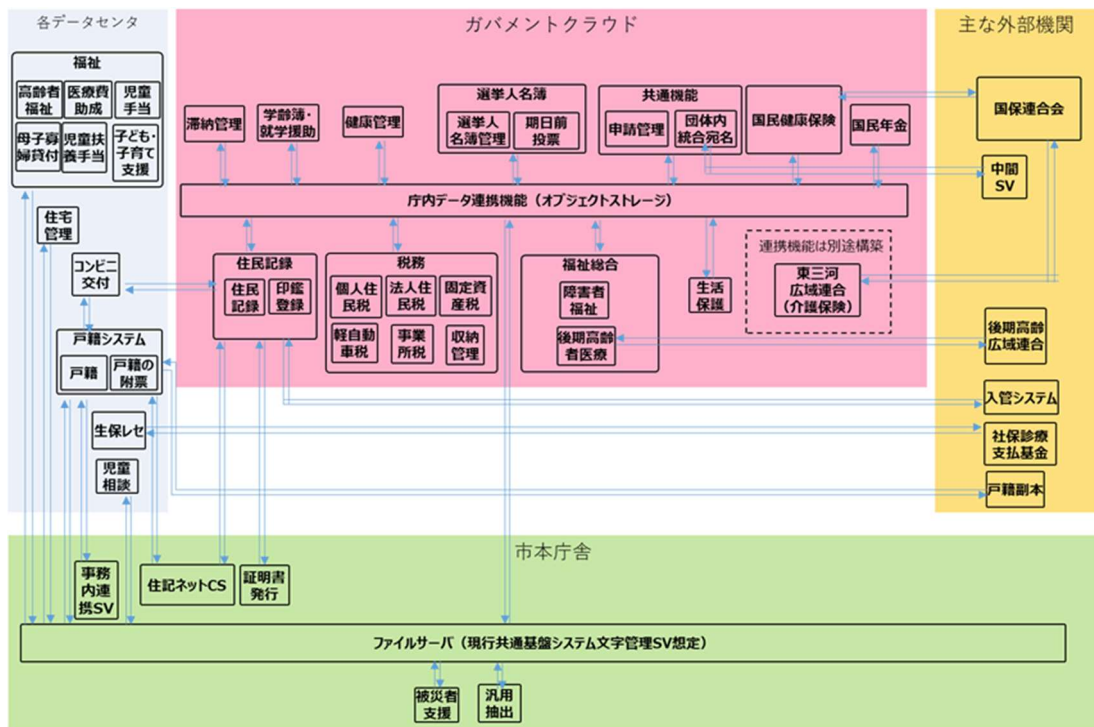 各データセンタ
福祉
高齢者
福祉
医療費
助成
児童
手当
母子寡
婦貸付
児童扶
養手当
子ども・
子育て
支援
住宅
管理
コンビニ
交付
戸籍システム
戸籍
戸籍の
附票
生保レセ
児童
相談
ガバメントクラウド
滞納管理
学齢簿・
就学援助
健康管理
選挙人名簿
選挙人
名簿管理
期日前
投票
共通機能
申請管理
団体内
統合宛名
国民健康保険
国民年金
庁内データ連携機能（オブジェクトストレージ）
住民記録
住民
記録
印鑑
登録
税務
個人住
民税
法人住
民税
固定資
産税
軽自動
車税
事業
所税
収納
管理
福祉総合
障害者
福祉
後期高齢
者医療
生活
保護
連携機能は別途構築
東三河
広域連合
（介護保険）
主な外部機関
国保連合会
中間
SV
後期高齢
広域連合
入管システム
社保診療
支払基金
戸籍副本
市本庁舎
事務
内連
携SV
住記ネットCS
証明書
発行
ファイルサーバ（現行共通基盤システム文字管理SV想定）
被災者
支援
汎用
抽出